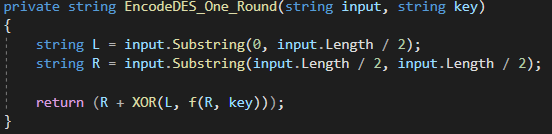 private string EncodeDES_One_Round(string input, string key)
{
string L = input.Substring(0, input.Length / 2);
string R = input.Substring(input.Length / 2, input.Length / 2);
return (R + XOR(L, f(R, key)));
}